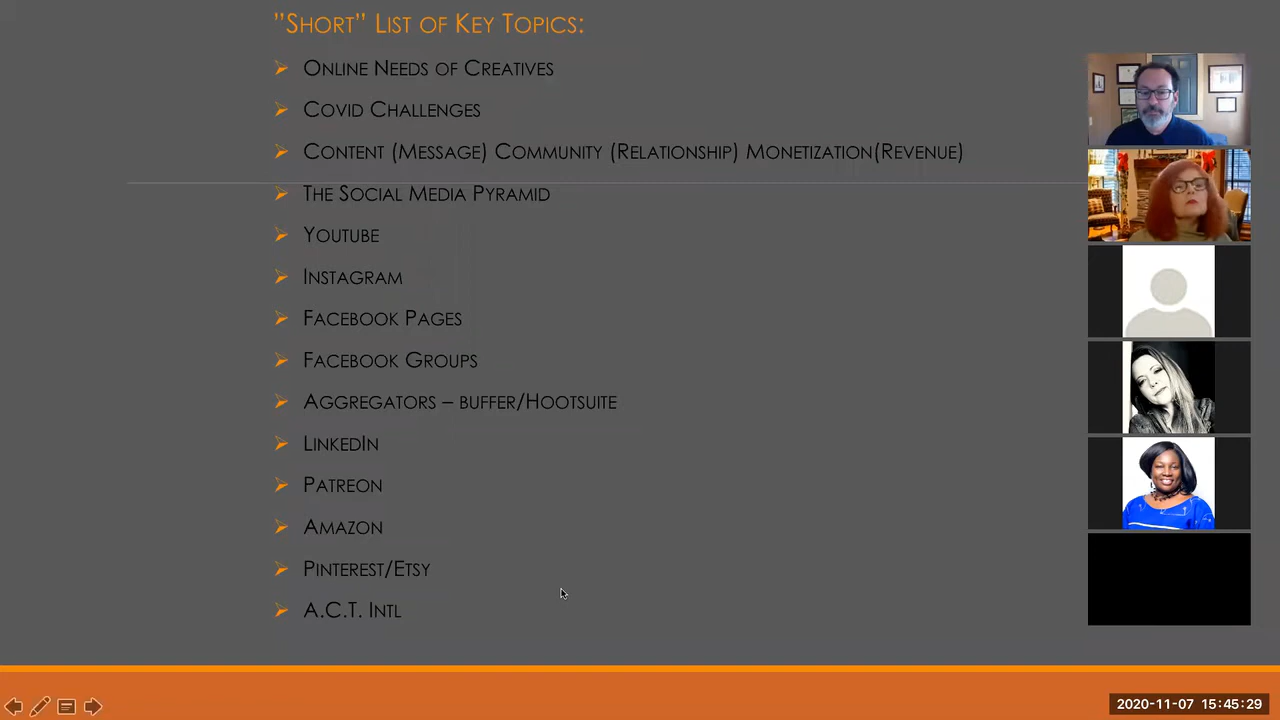 ”Short” List of Key Topics:
Online Needs of Creatives
Covid Challenges
Content (Message) Community (Relationship) Monetization(Revenue)
The Social Media Pyramid
Youtube
Instagram
Facebook Pages
Facebook Groups
Aggregators – buffer/Hootsuite
LinkedIn
Patreon
Amazon
Pinterest/Etsy
A.C.T. Intl
2020-11-07 15:45:29